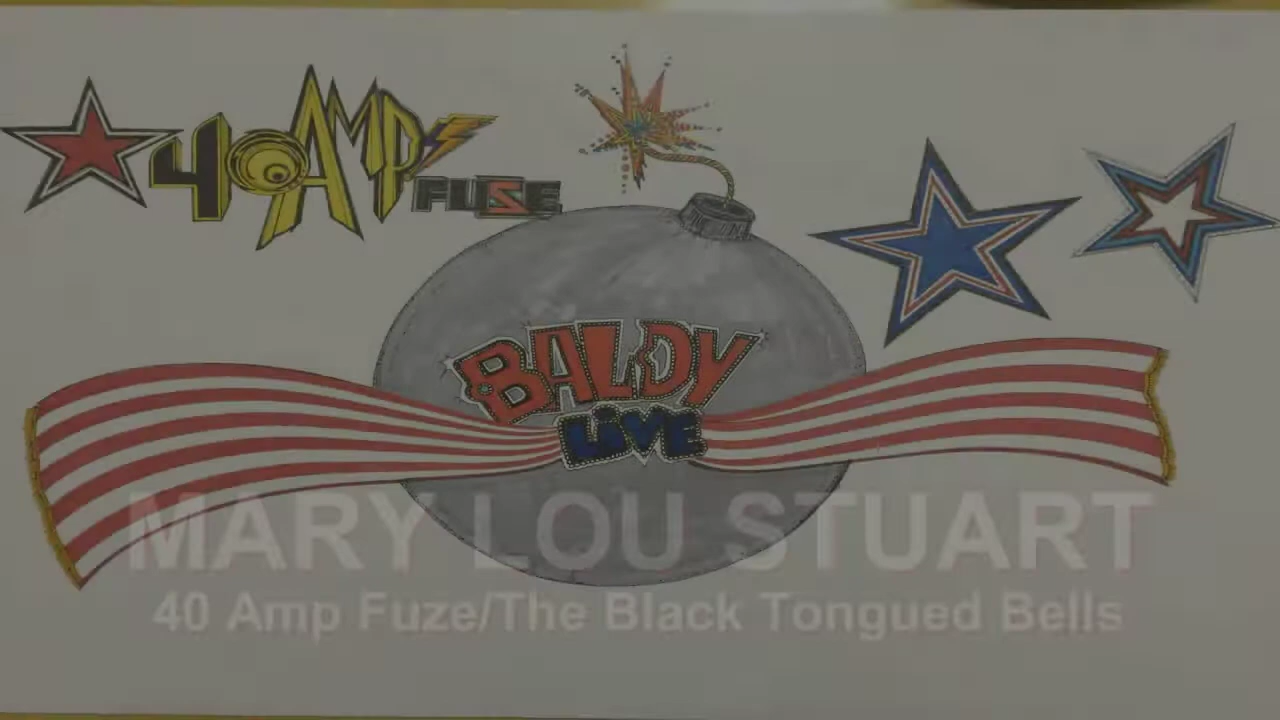 40 AMP
FUSE
BALDY
LIVE
MARY LOU STUART
40 Amp Fuze/The Black Tongued Bells